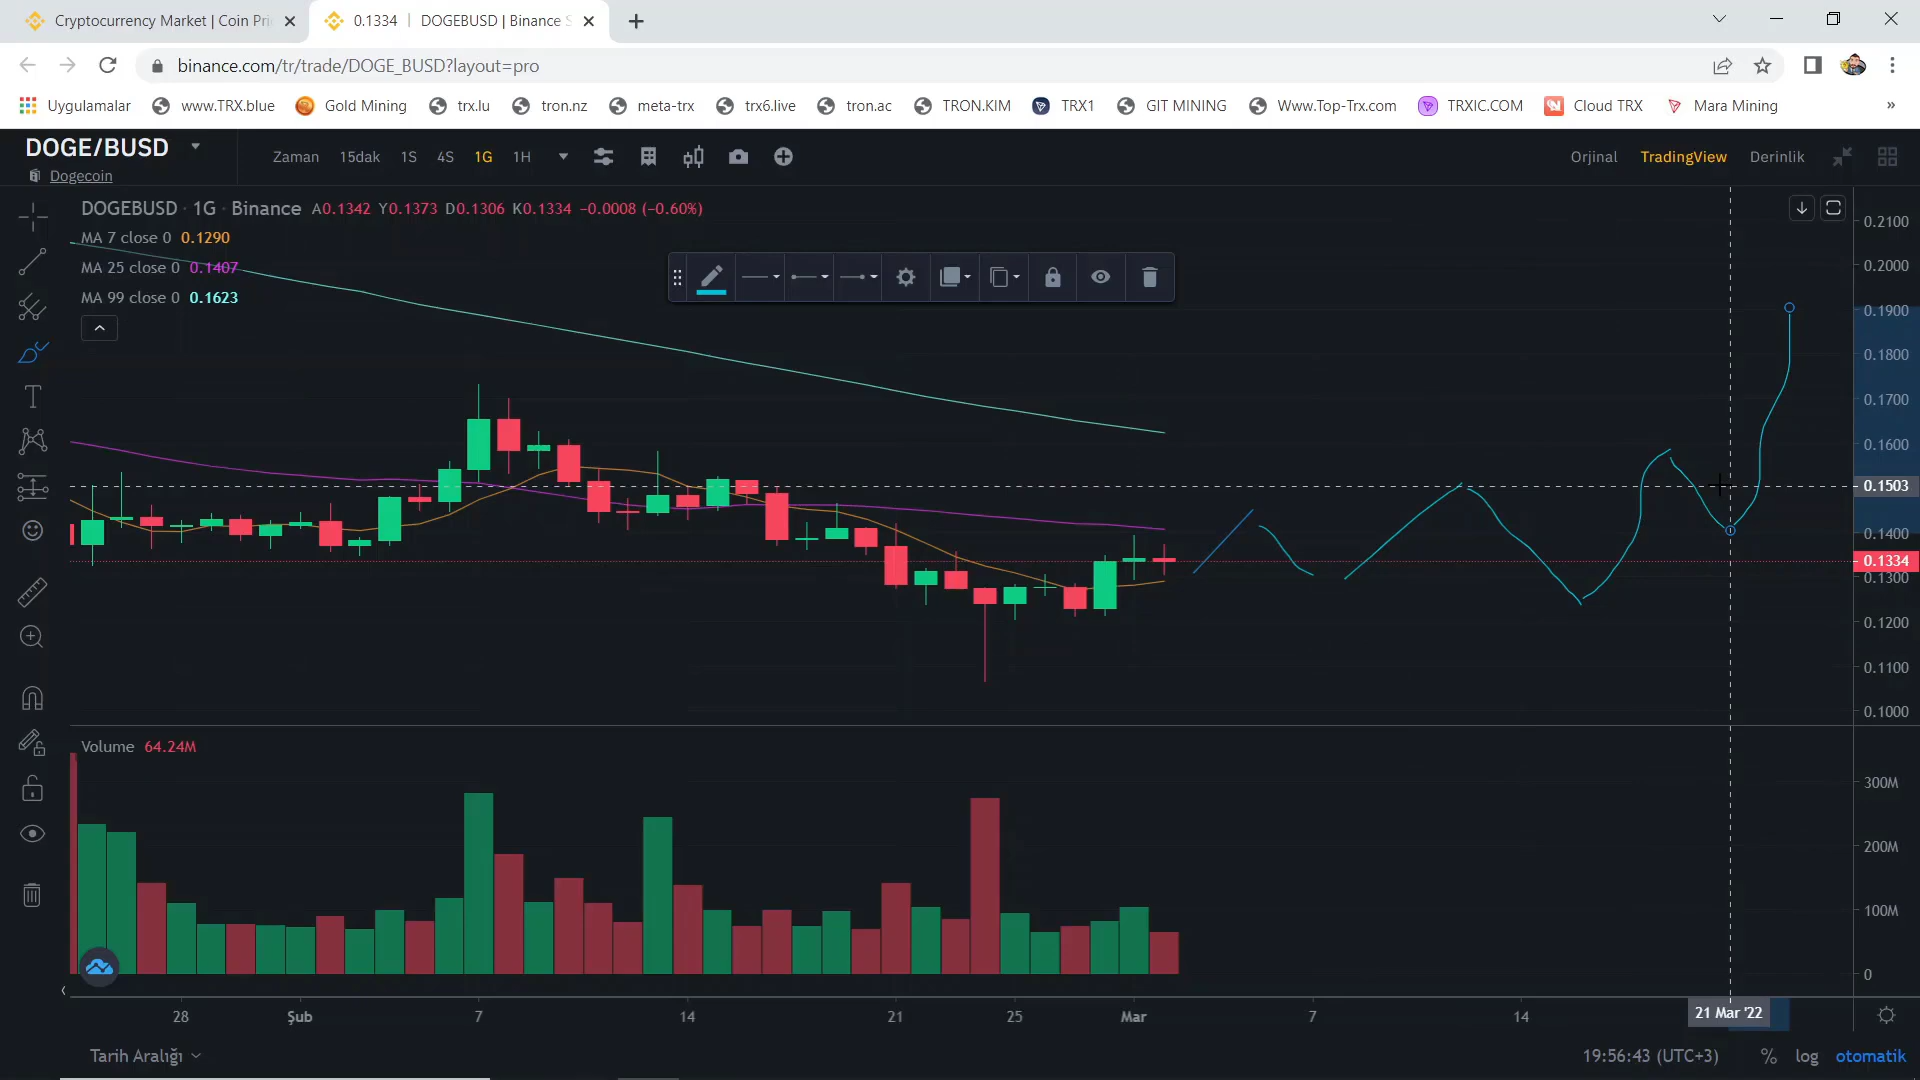 Cryptocurrency Market | Coin Pri
0.1334 | DOGEBUSD | Binance S
binance.com/tr/trade/DOGE_BUSD?layout=pro
Uygulamalar www.TRX.blue Gold Mining trx.lu tron.nz meta-trx trx6.live tron.ac TRON.KIM TRX1 GIT MINING Www.Top-Trx.com TRXIC.COM Cloud TRX Mara Mining »
DOGE/BUSD
Dogecoin
Zaman 15dak 1S 4S 1G 1H
Orjinal TradingView Derinlik
DOGEBUSD · 1G · Binance A0.1342 Y0.1373 D0.1306 K0.1334 −0.0008 (−0.60%)
MA 7 close 0 0.1290
MA 25 close 0 0.1407
MA 99 close 0 0.1623
0.2100
0.2000
0.1900
0.1800
0.1700
0.1600
0.1503
0.1400
0.1334
0.1300
0.1200
0.1100
0.1000
Volume 64.24M
300M
200M
100M
0
28 Şub 7 14 21 25 Mar 7 14 21 Mar '22
Tarih Aralığı
19:56:43 (UTC+3) % log otomatik